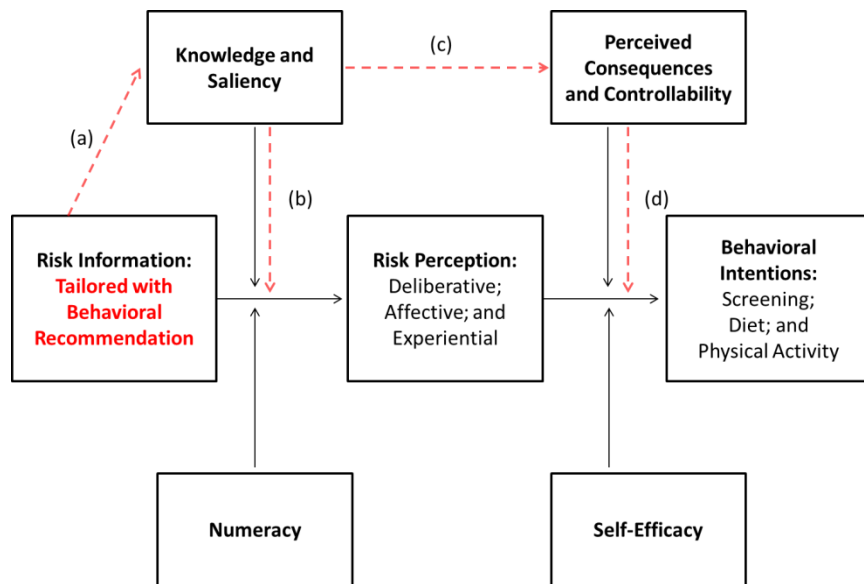 Knowledge and
Saliency
(c)
Perceived
Consequences
and Controllability
(a)
(b)
(d)
Risk Information:
Tailored with
Behavioral
Recommendation
Risk Perception:
Deliberative;
Affective; and
Experiential
Behavioral
Intentions:
Screening;
Diet; and
Physical Activity
Numeracy
Self-Efficacy